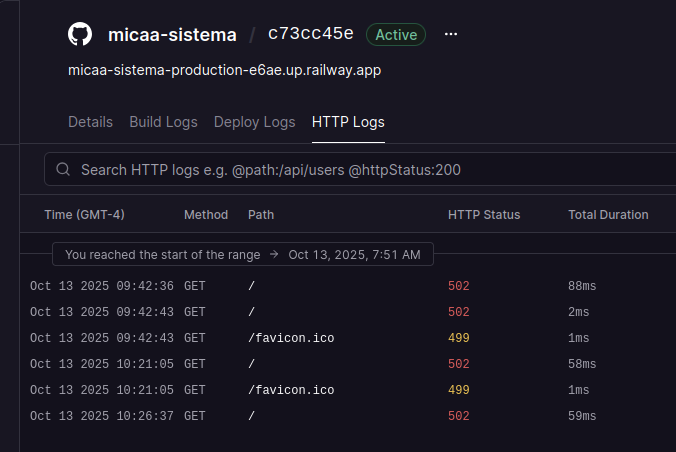 micaa-sistema / c73cc45e Active ...
micaa-sistema-production-e6ae.up.railway.app
Details Build Logs Deploy Logs HTTP Logs
Search HTTP logs e.g. @path:/api/users @httpStatus:200
Time (GMT-4) Method Path HTTP Status Total Duration
You reached the start of the range → Oct 13, 2025, 7:51 AM
Oct 13 2025 09:42:36 GET / 502 88ms
Oct 13 2025 09:42:43 GET / 502 2ms
Oct 13 2025 09:42:43 GET /favicon.ico 499 1ms
Oct 13 2025 10:21:05 GET / 502 58ms
Oct 13 2025 10:21:05 GET /favicon.ico 499 1ms
Oct 13 2025 10:26:37 GET / 502 59ms